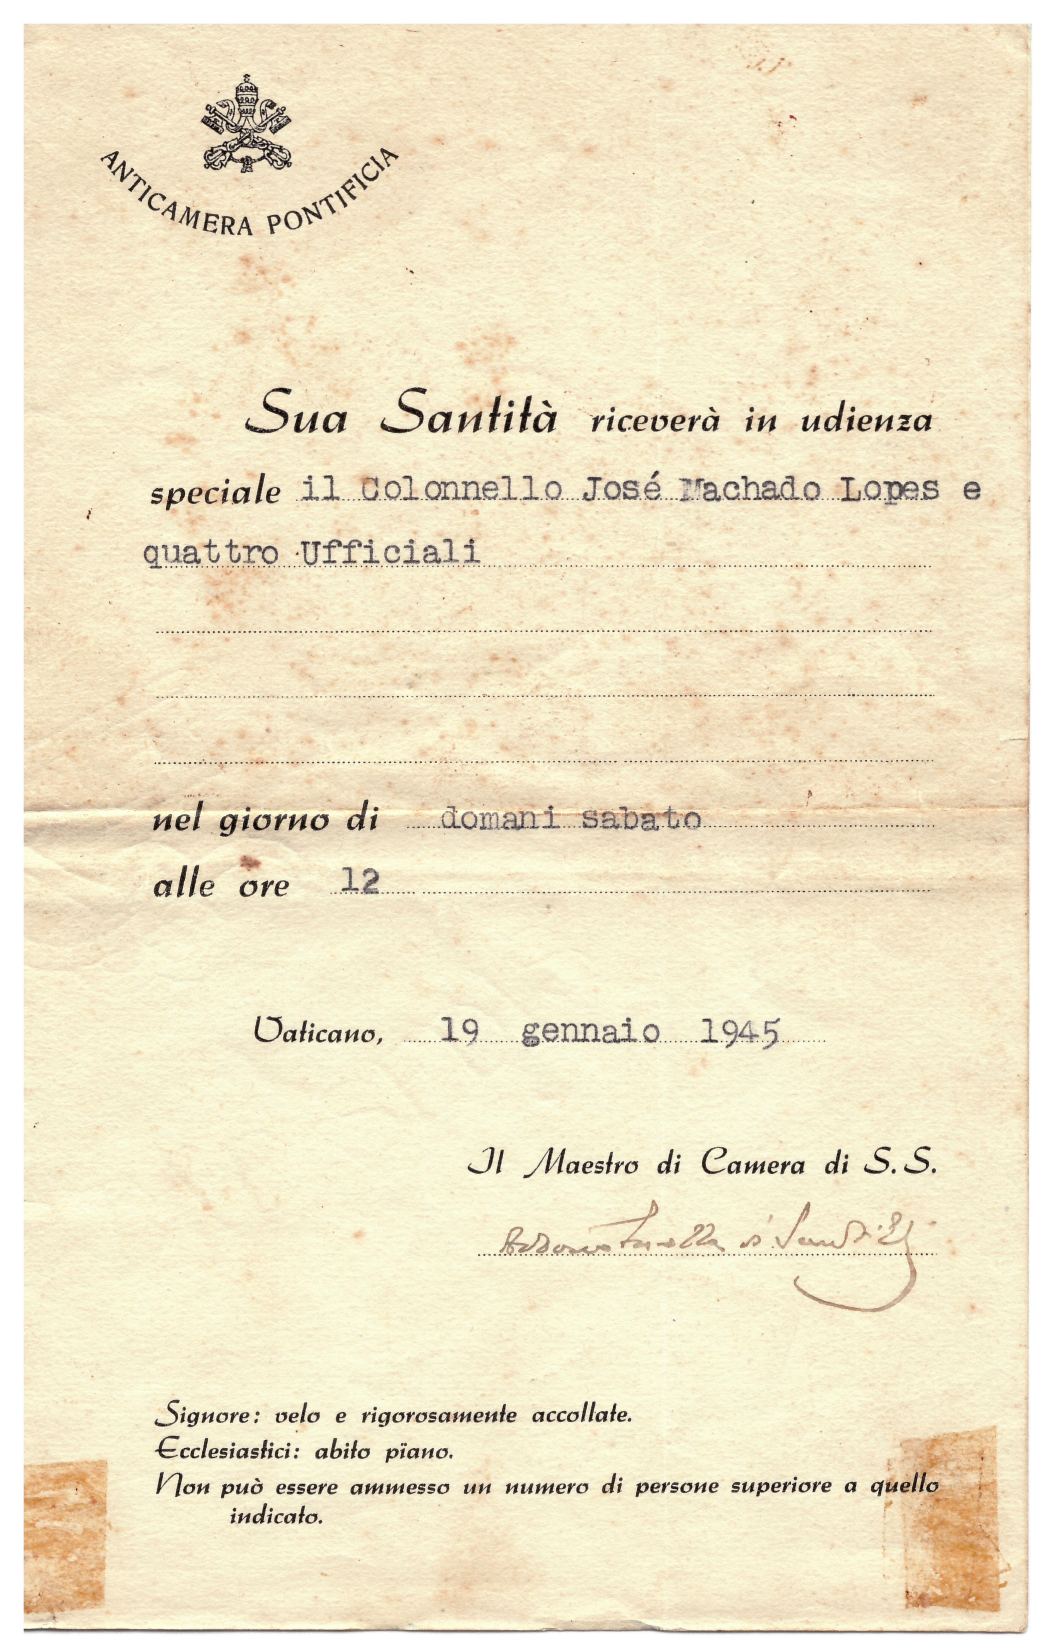 ANTICAMERA PONTIFICIA
Sua Santità riceverà in udienza
speciale il Colonnello José Machado Lopes e
quattro Ufficiali
nel giorno di domani sabato
alle ore 12
Vaticano, 19 gennaio 1945
Il Maestro di Camera di S. S.
Signore: velo e rigorosamente accollate.
Ecclesiastici: abito piano.
Non può essere ammesso un numero di persone superiore a quello
indicato.